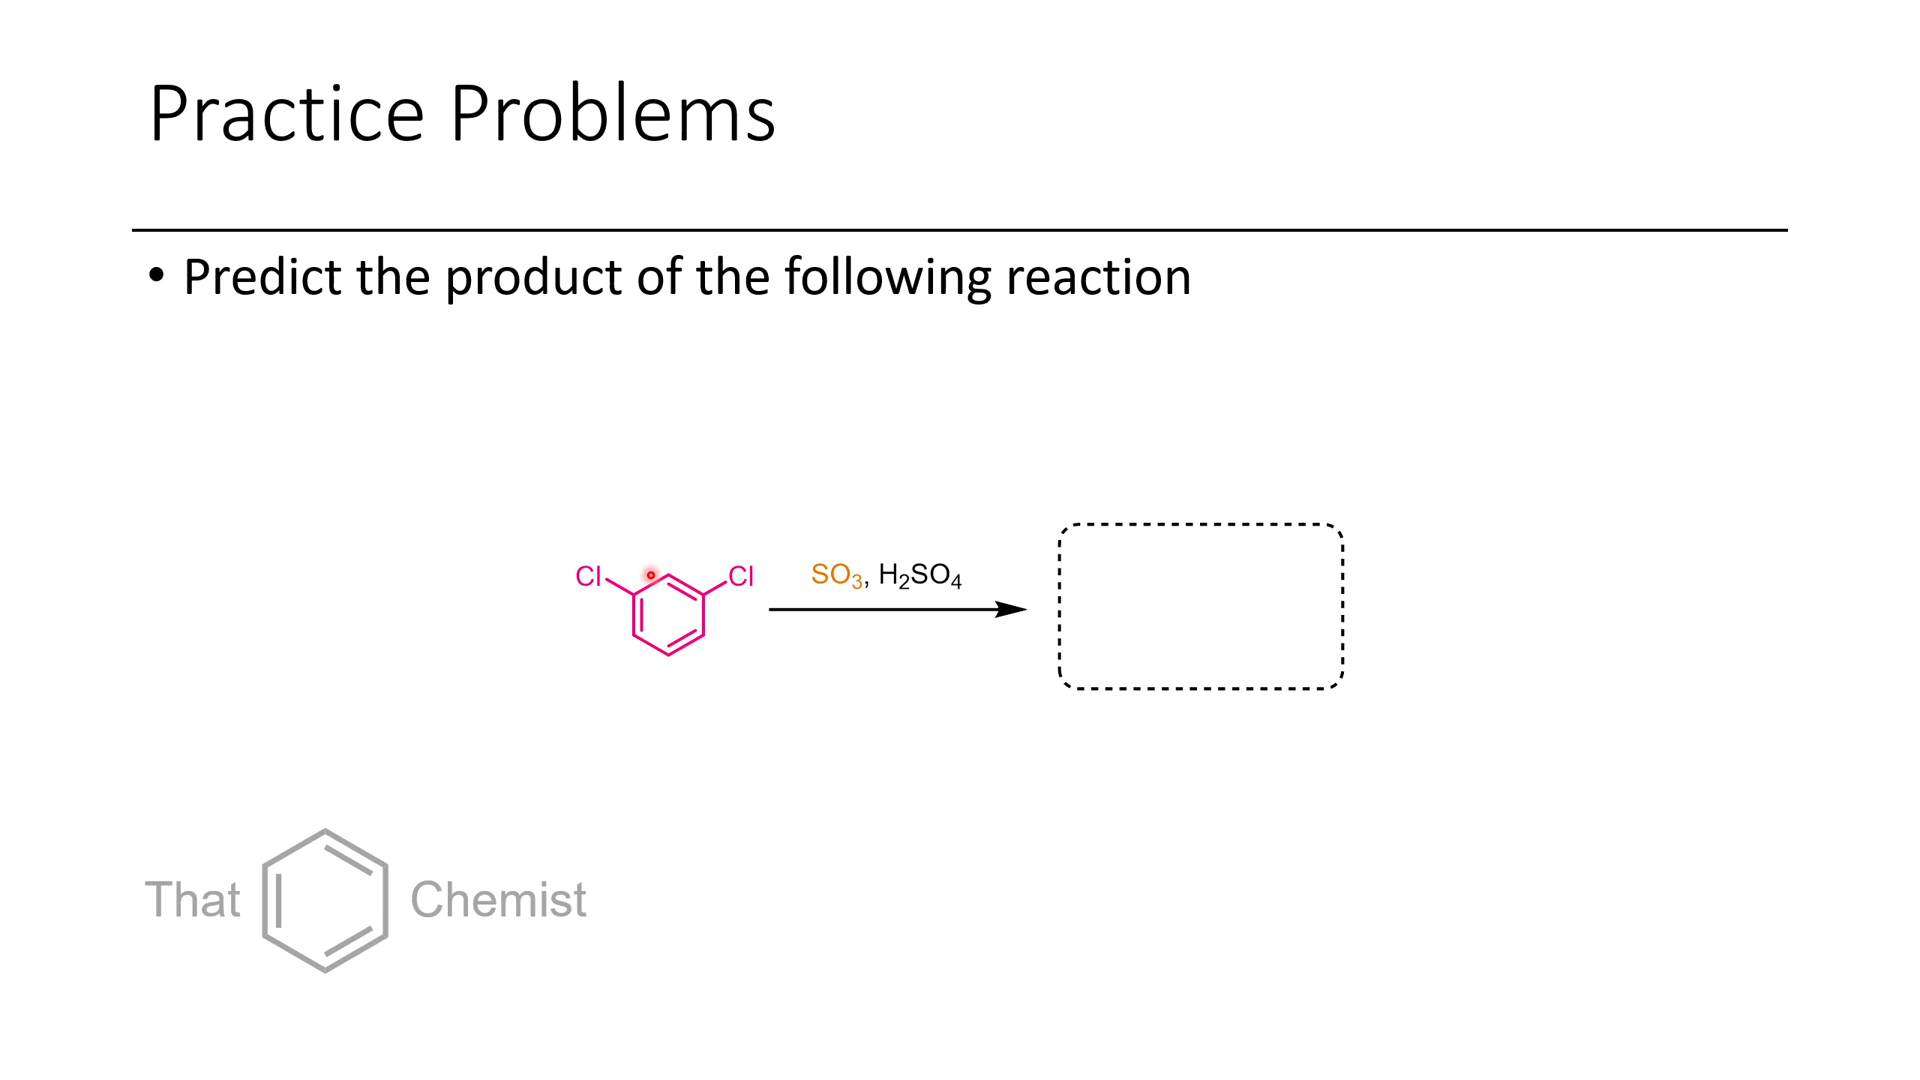 Practice Problems
• Predict the product of the following reaction
Cl Cl SO₃, H₂SO₄
That Chemist